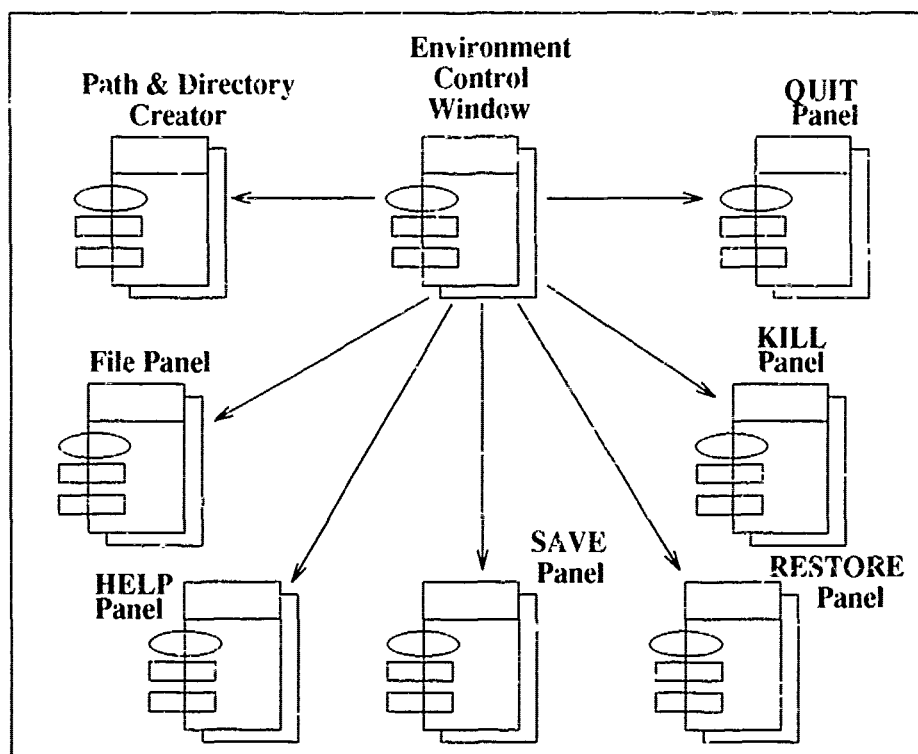 Path & Directory
Creator
Environment
Control
Window
QUIT
Panel
File Panel
KILL
Panel
HELP
Panel
SAVE
Panel
RESTORE
Panel